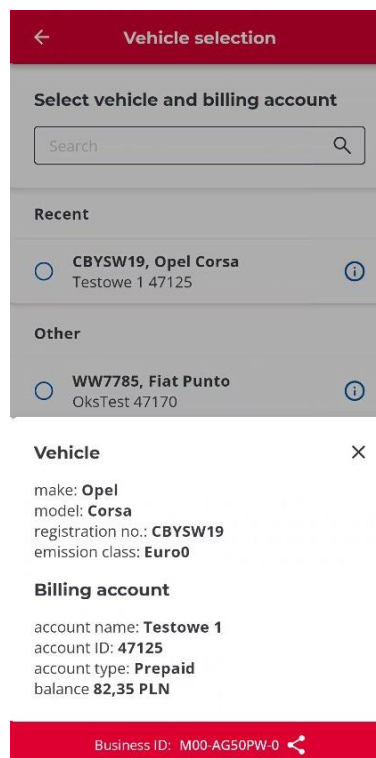 Vehicle selection
Select vehicle and billing account
Search
Recent
CBYSW19, Opel Corsa
Testowe 1 47125
Other
WW7785, Fiat Punto
OksTest 47170
Vehicle
make: Opel
model: Corsa
registration no.: CBYSW19
emission class: Euro0
Billing account
account name: Testowe 1
account ID: 47125
account type: Prepaid
balance 82,35 PLN
Business ID: M00-AG50PW-0